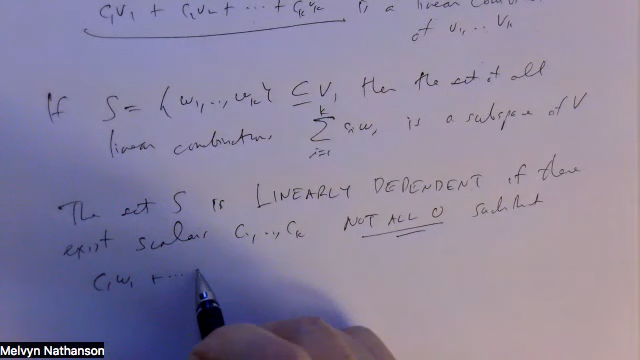 c₁v₁ + c₂v₂ + ... + cₖvₖ is a linear
of v₁, .. vₖ
If S = { w₁, .., wₖ } ⊆ V, then the set of all
linear combinations ∑ᵢ₌₁ᵏ cᵢwᵢ is a subspace of V
The set S is LINEARLY DEPENDENT if there
exist scalars c₁, .., cₖ NOT ALL 0 such that
c₁w₁ + ...
Melvyn Nathanson